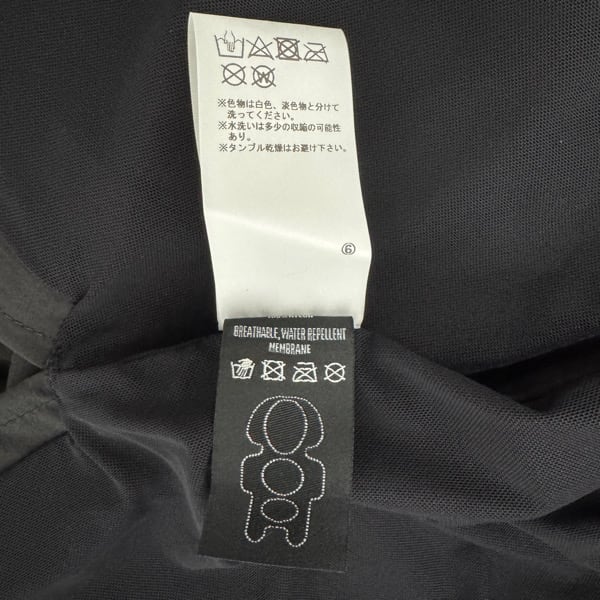 ※色物は白色、淡色物と分けて
洗ってください。
※水洗いは多少の収縮の可能性
あり。
※タンブル乾燥はお避け下さい。
⑥
BREATHABLE, WATER REPELLENT
MEMBRANE